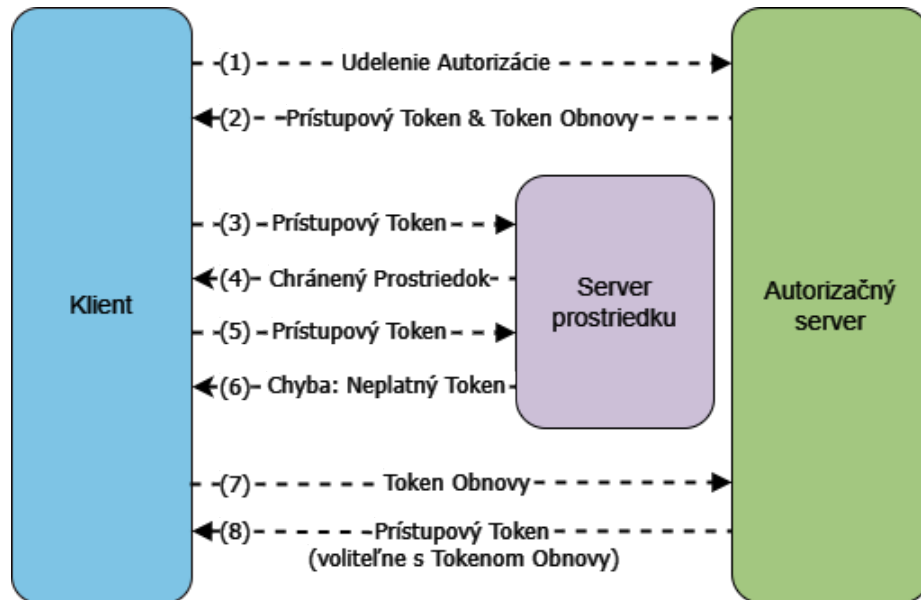 (1) Udelenie Autorizácie
(2) Prístupový Token & Token Obnovy
(3) Prístupový Token
(4) Chránený Prostriedok
Klient
Server
prostriedku
Autorizačný
server
(5) Prístupový Token
(6) Chyba: Neplatný Token
(7) Token Obnovy
(8) Prístupový Token
(voliteľne s Tokenom Obnovy)